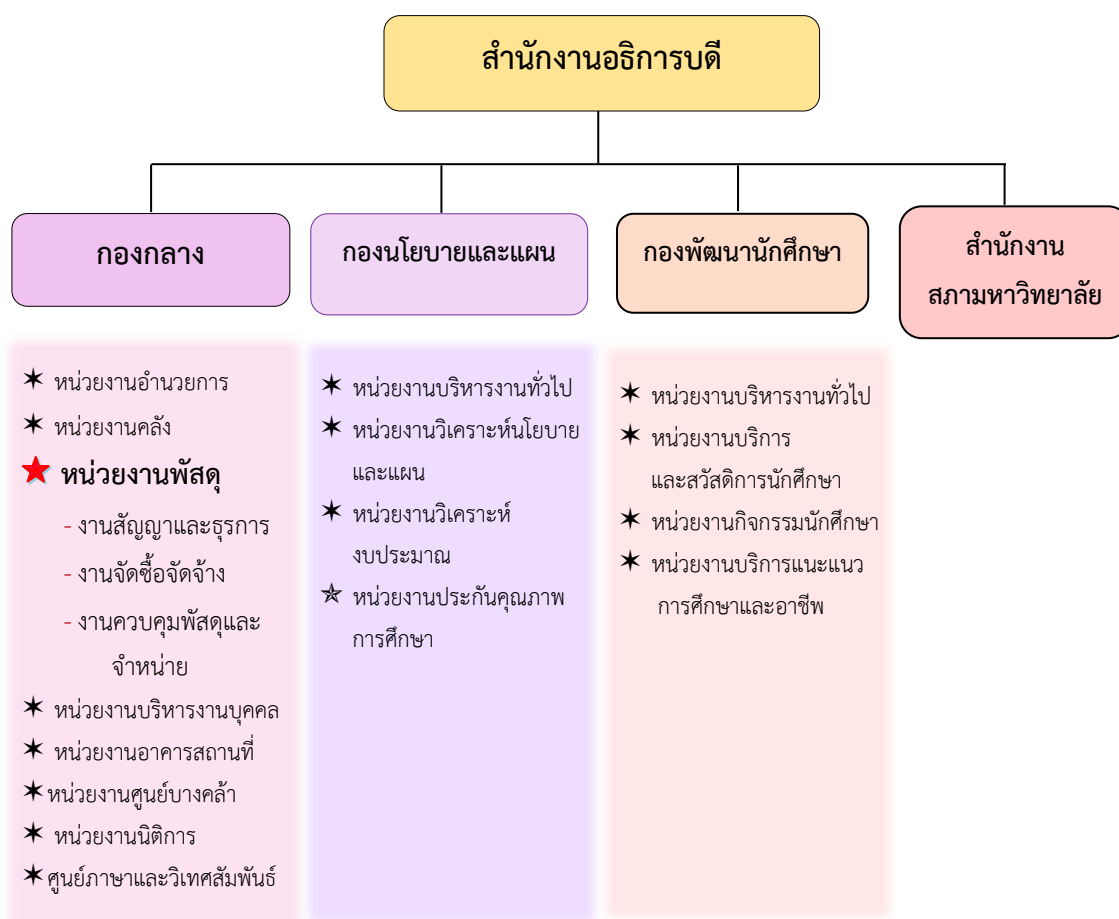 สำนักงานอธิการบดี
กองกลาง
กองนโยบายและแผน
กองพัฒนานักศึกษา
สำนักงาน
สภามหาวิทยาลัย
หน่วยงานอำนวยการ
หน่วยงานคลัง
หน่วยงานพัสดุ
- งานสัญญาและธุรการ
- งานจัดซื้อจัดจ้าง
- งานควบคุมพัสดุและ
จำหน่าย
หน่วยงานบริหารงานบุคคล
หน่วยงานอาคารสถานที่
หน่วยงานศูนย์บางคล้า
หน่วยงานนิติการ
ศูนย์ภาษาและวิเทศสัมพันธ์
หน่วยงานบริหารงานทั่วไป
หน่วยงานวิเคราะห์นโยบาย
และแผน
หน่วยงานวิเคราะห์
งบประมาณ
หน่วยงานประกันคุณภาพ
การศึกษา
หน่วยงานบริหารงานทั่วไป
หน่วยงานบริการ
และสวัสดิการนักศึกษา
หน่วยงานกิจกรรมนักศึกษา
หน่วยงานบริการแนะแนว
การศึกษาและอาชีพ